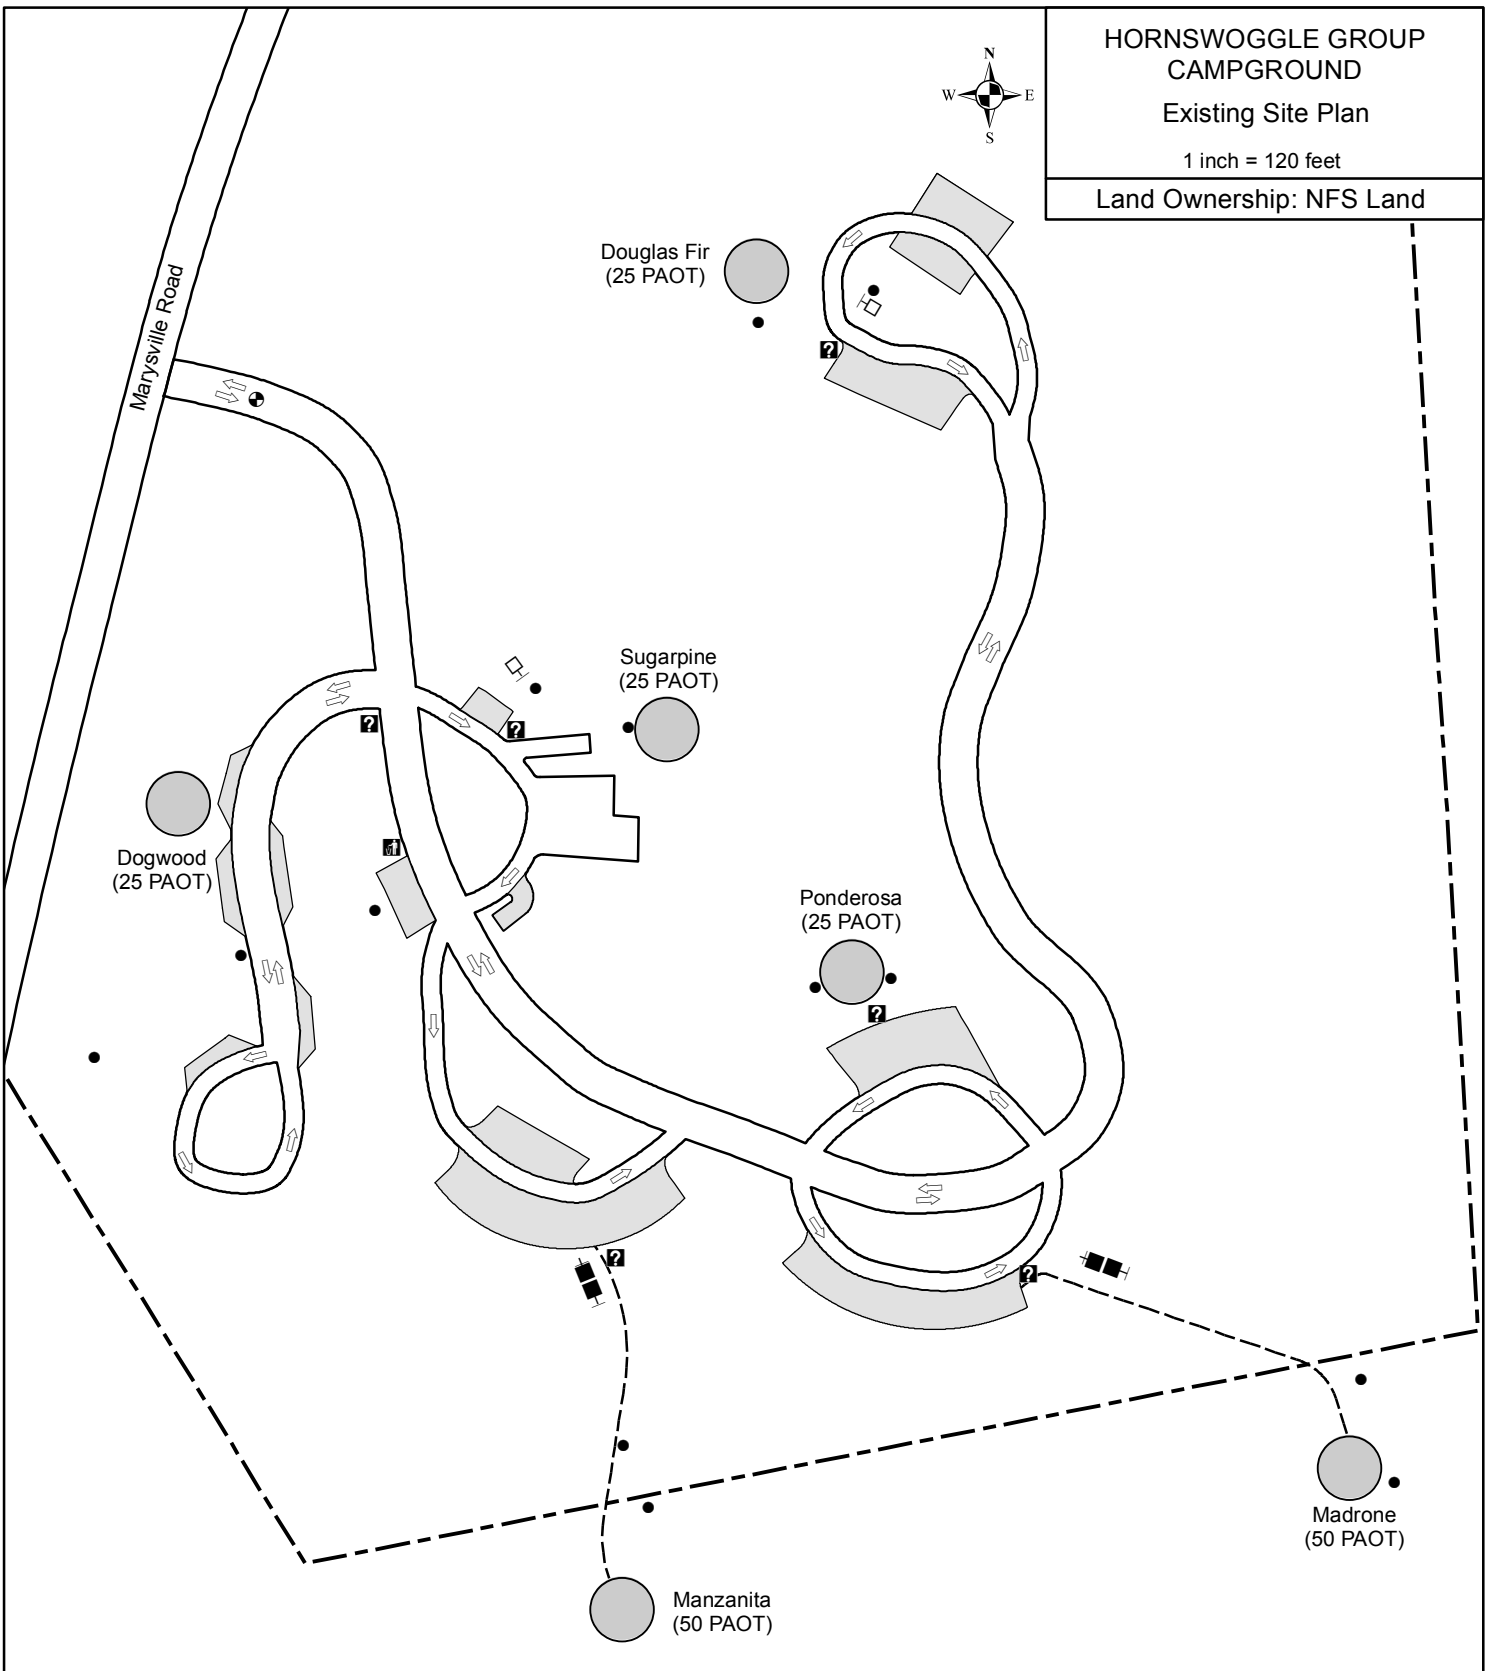 HORNSWOGGLE GROUP
CAMPGROUND
Existing Site Plan
1 inch = 120 feet
Land Ownership: NFS Land
N
W
E
S
Douglas Fir
(25 PAOT)
?
Marysville Road
Sugarpine
(25 PAOT)
?
?
Dogwood
(25 PAOT)
Ponderosa
(25 PAOT)
?
?
?
Madrone
(50 PAOT)
Manzanita
(50 PAOT)